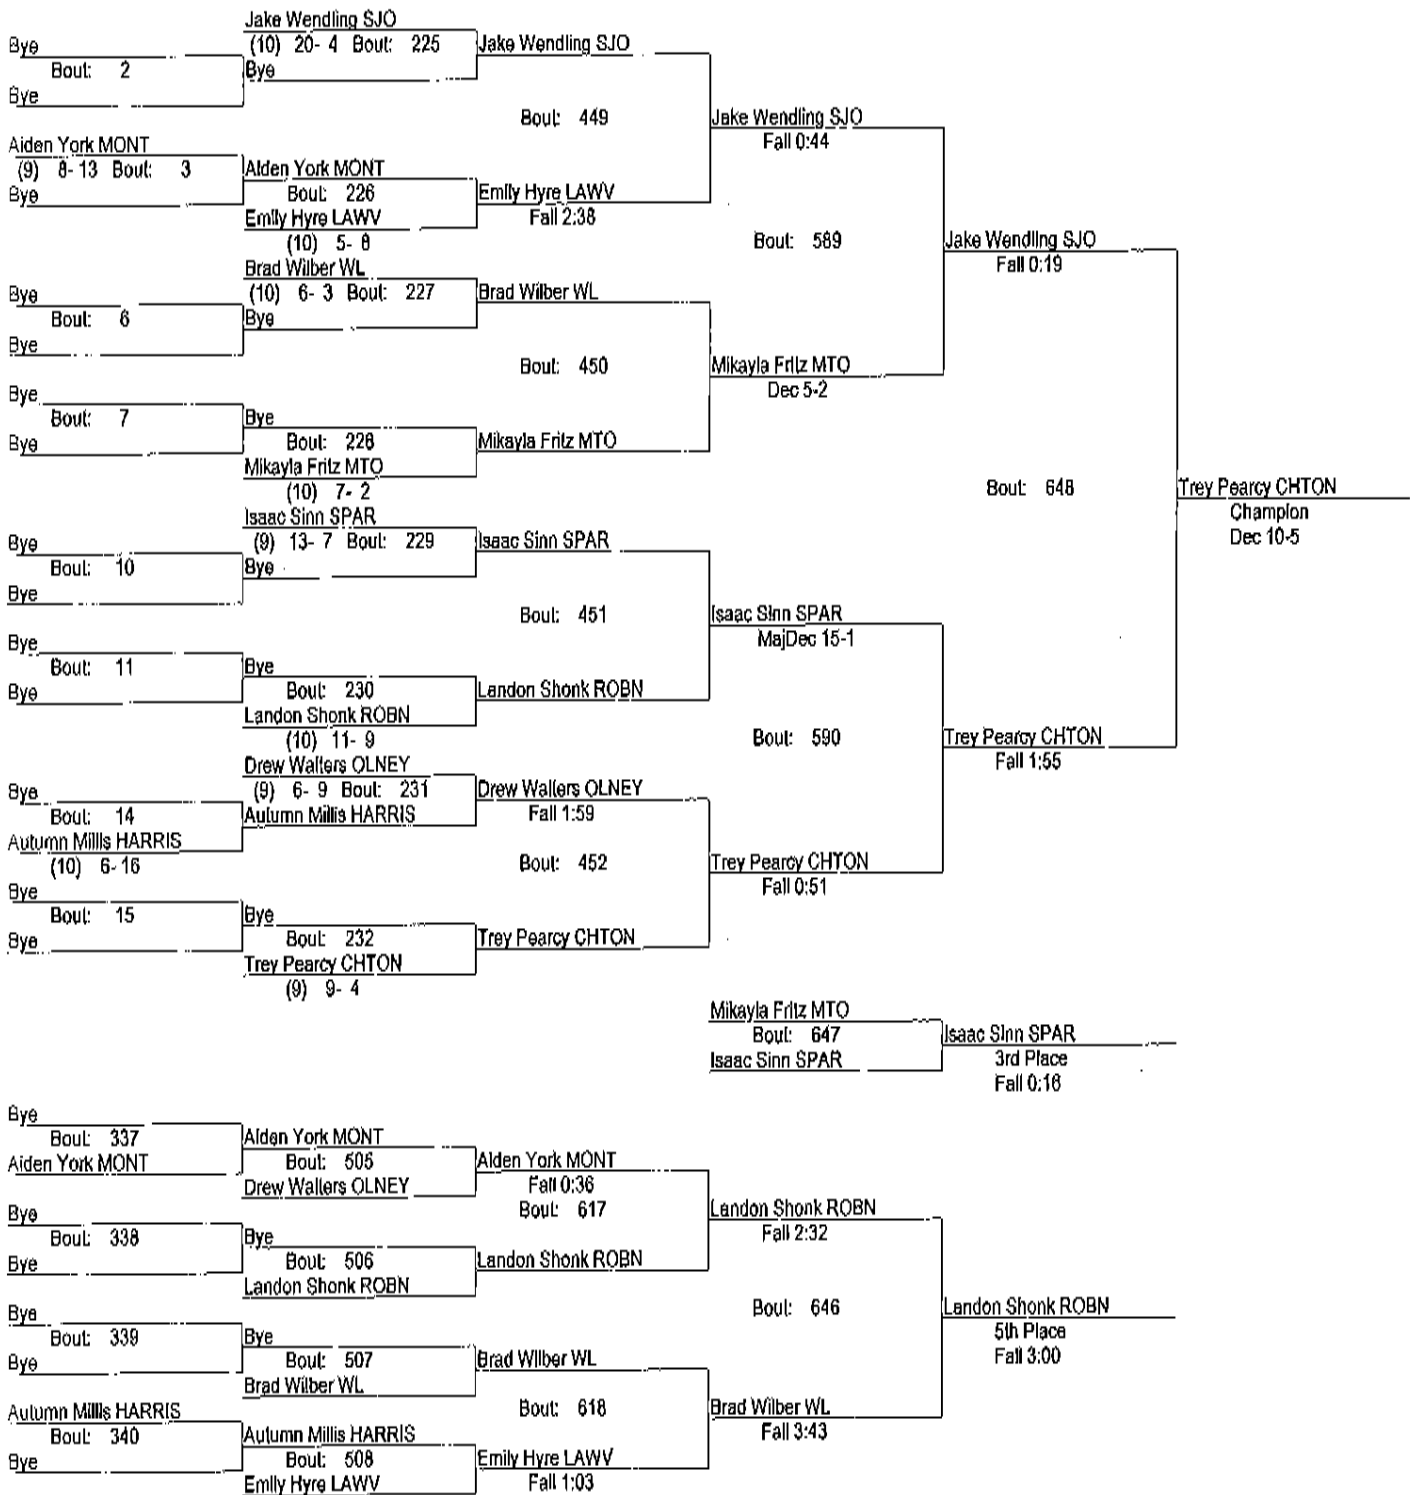 Jake Wendling SJO
Bye
(10) 20- 4 Bout: 225
Jake Wendling SJO
Bout: 2
Bye
Bye
Bout: 449
Jake Wendling SJO
Fall 0:44
Aiden York MONT
(9) 8- 13 Bout: 3
Aiden York MONT
Bye
Bout: 226
Emily Hyre LAWV
Emily Hyre LAWV
Fall 2:38
(10) 5- 8
Bout: 589
Jake Wendling SJO
Fall 0:19
Brad Wilber WL
Bye
(10) 6- 3 Bout: 227
Brad Wilber WL
Bout: 6
Bye
Bye
Bout: 450
Mikayla Fritz MTO
Dec 5-2
Bye
Bout: 7
Bye
Bye
Bout: 228
Mikayla Fritz MTO
Mikayla Fritz MTO
(10) 7- 2
Bout: 648
Trey Pearcy CHTON
Champion
Dec 10-5
Isaac Sinn SPAR
Bye
(9) 13- 7 Bout: 229
Isaac Sinn SPAR
Bout: 10
Bye
Bye
Bout: 451
Isaac Sinn SPAR
MajDec 15-1
Bye
Bout: 11
Bye
Bye
Bout: 230
Landon Shonk ROBN
Landon Shonk ROBN
(10) 11- 9
Bout: 590
Trey Pearcy CHTON
Fall 1:55
Drew Walters OLNEY
Bye
(9) 6- 9 Bout: 231
Drew Walters OLNEY
Bout: 14
Autumn Millis HARRIS
Fall 1:59
Autumn Millis HARRIS
(10) 6- 16
Bout: 452
Trey Pearcy CHTON
Fall 0:51
Bye
Bout: 15
Bye
Bye
Bout: 232
Trey Pearcy CHTON
Trey Pearcy CHTON
(9) 9- 4
Mikayla Fritz MTO
Bout: 647
Isaac Sinn SPAR
Isaac Sinn SPAR
3rd Place
Fall 0:16
Bye
Bout: 337
Aiden York MONT
Aiden York MONT
Bout: 505
Aiden York MONT
Drew Walters OLNEY
Fall 0:36
Bout: 617
Landon Shonk ROBN
Fall 2:32
Bye
Bout: 338
Bye
Bye
Bout: 506
Landon Shonk ROBN
Landon Shonk ROBN
Bout: 646
Landon Shonk ROBN
5th Place
Fall 3:00
Bye
Bout: 339
Bye
Bye
Bout: 507
Brad Wilber WL
Brad Wilber WL
Bout: 618
Brad Wilber WL
Fall 3:43
Autumn Millis HARRIS
Bout: 340
Autumn Millis HARRIS
Bye
Bout: 508
Emily Hyre LAWV
Emily Hyre LAWV
Fall 1:03